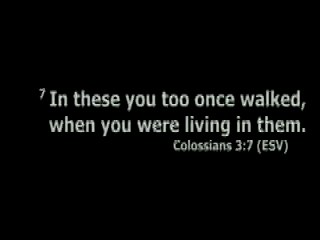 7 In these you too once walked,
when you were living in them.
Colossians 3:7 (ESV)